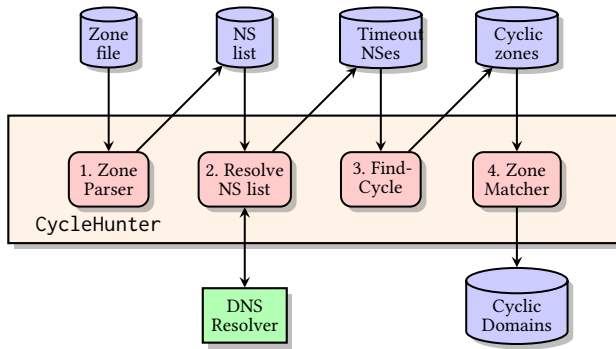 Zone
file
NS
list
Timeout
NSes
Cyclic
zones
1. Zone
Parser
2. Resolve
NS list
3. Find-
Cycle
4. Zone
Matcher
CycleHunter
DNS
Resolver
Cyclic
Domains